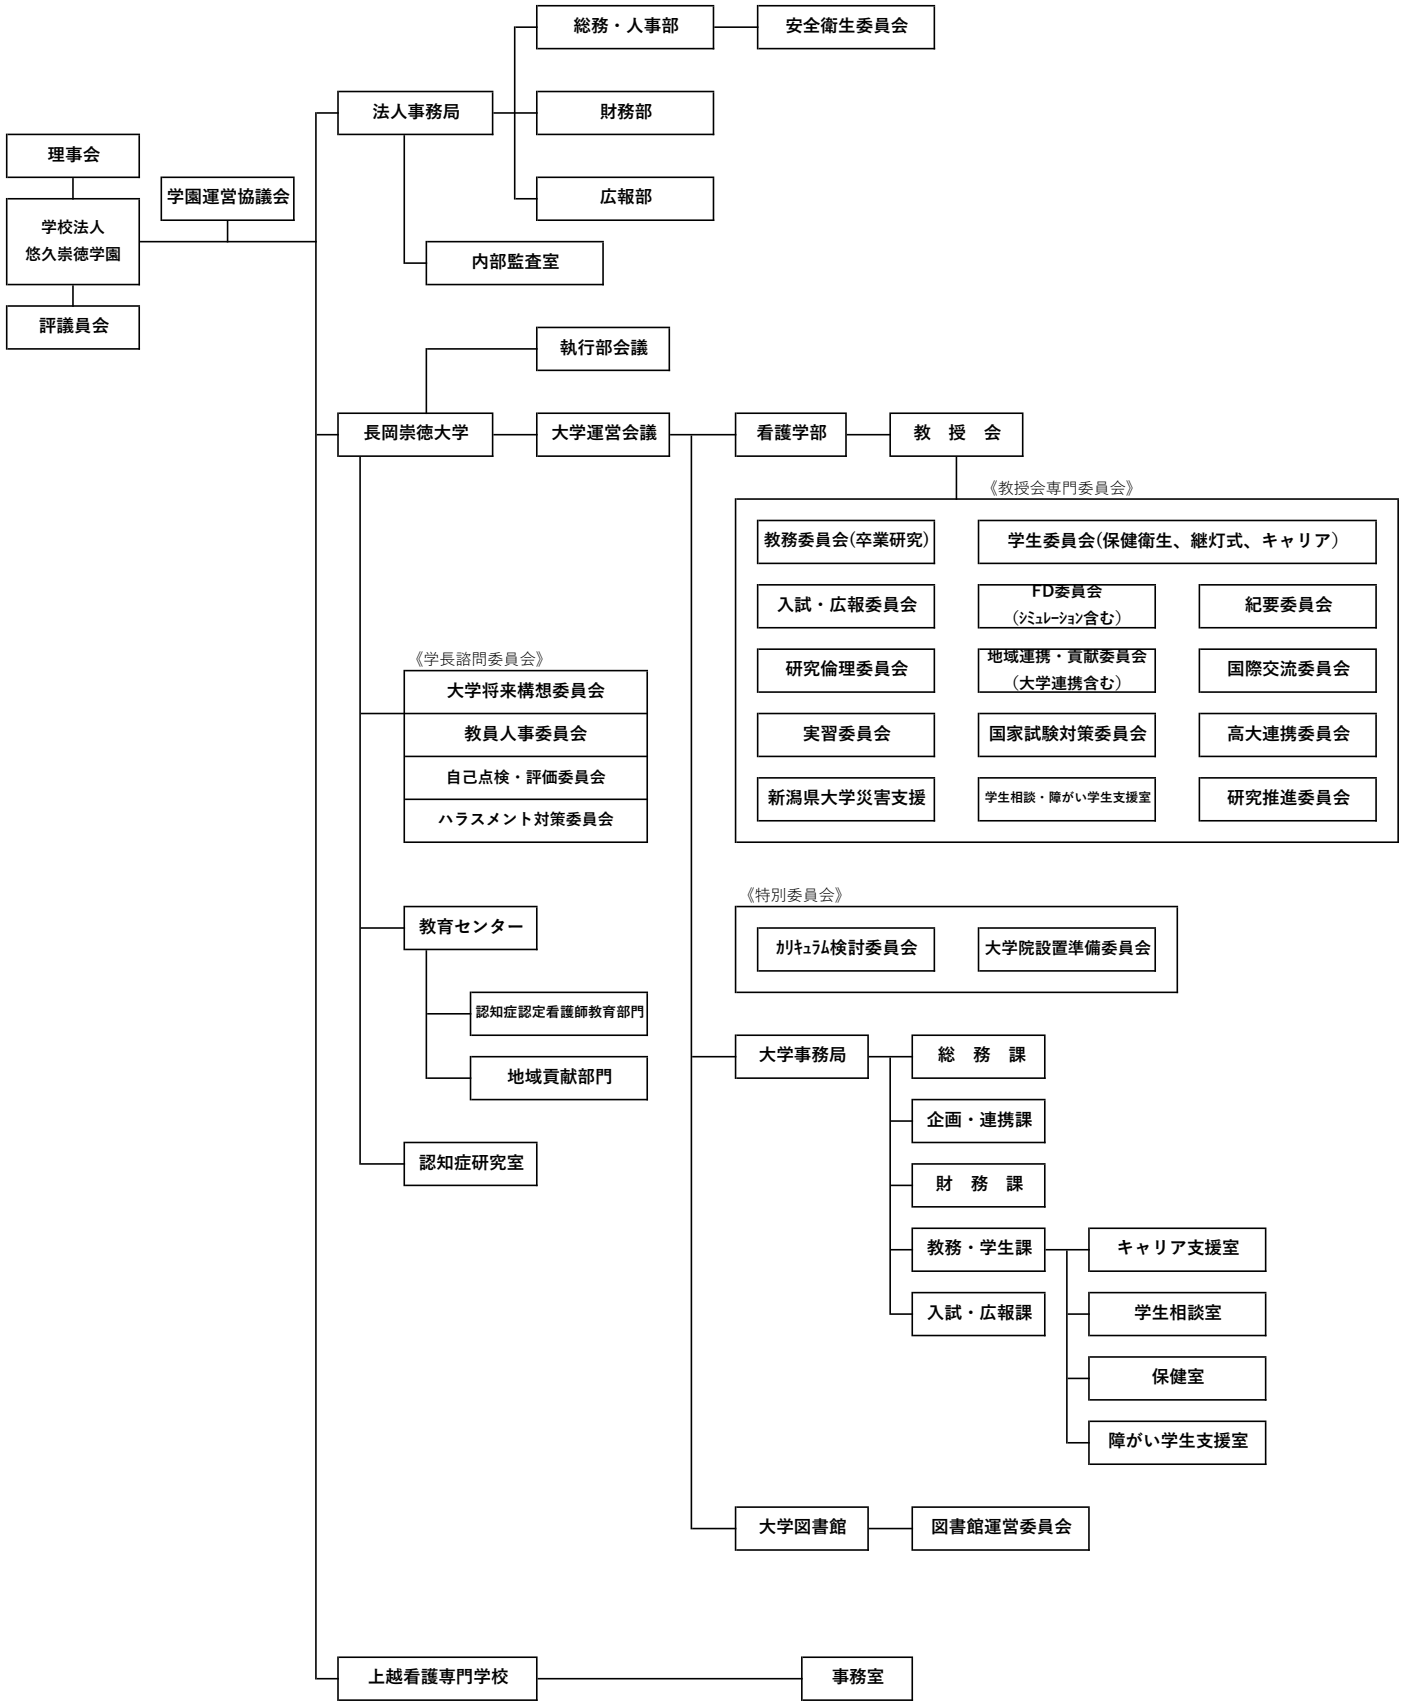 総務・人事部
安全衛生委員会
法人事務局
財務部
理事会
学園運営協議会
広報部
学校法人
悠久崇徳学園
内部監査室
評議員会
執行部会議
長岡崇徳大学
大学運営会議
看護学部
教　授　会
《教授会専門委員会》
教務委員会(卒業研究)
学生委員会(保健衛生、継灯式、キャリア)
入試・広報委員会
FD委員会
(ｼﾐｭﾚｰｼｮﾝ含む)
紀要委員会
研究倫理委員会
地域連携・貢献委員会
(大学連携含む)
国際交流委員会
実習委員会
国家試験対策委員会
高大連携委員会
新潟県大学災害支援
学生相談・障がい学生支援室
研究推進委員会
《学長諮問委員会》
大学将来構想委員会
教員人事委員会
自己点検・評価委員会
ハラスメント対策委員会
《特別委員会》
ｶﾘｷｭﾗﾑ検討委員会
大学院設置準備委員会
教育センター
認知症認定看護師教育部門
地域貢献部門
認知症研究室
大学事務局
総　務　課
企画・連携課
財　務　課
教務・学生課
キャリア支援室
入試・広報課
学生相談室
保健室
障がい学生支援室
大学図書館
図書館運営委員会
上越看護専門学校
事務室